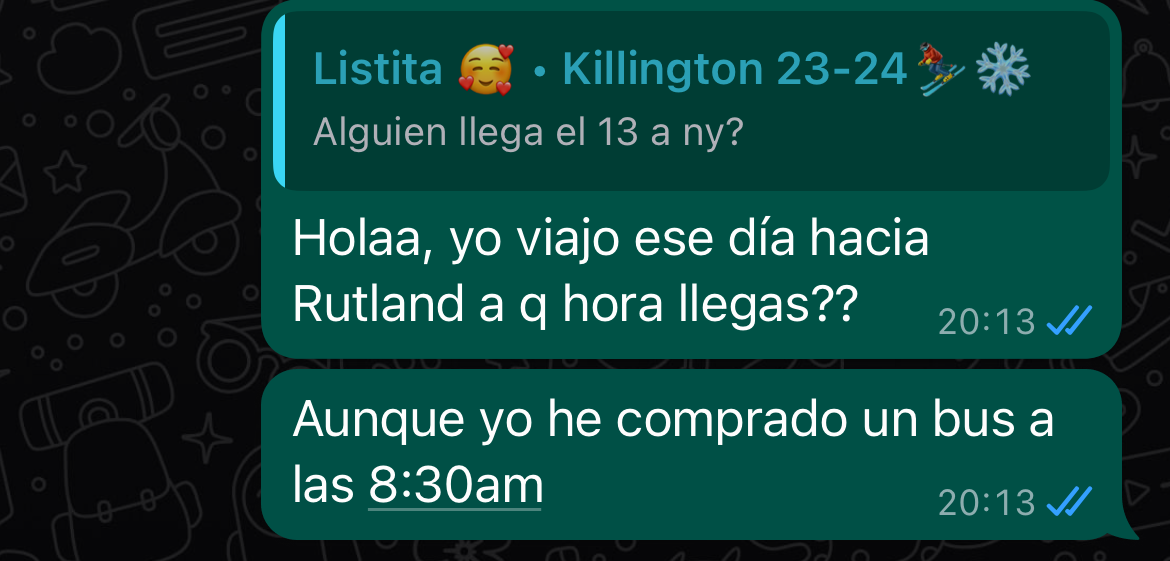 Listita 🥰 • Killington 23-24⛷️❄️
Alguien llega el 13 a ny?
Holaa, yo viajo ese día hacia
Rutland a q hora llegas??
20:13
Aunque yo he comprado un bus a
las 8:30am
20:13